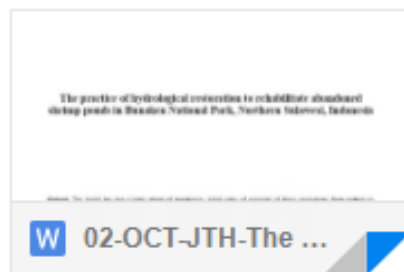 The practice of hydrological restoration to rehabilitate abandoned
shrimp ponds in Bunaken National Park, Northern Sulawesi, Indonesia
W 02-OCT-JTH-The ...